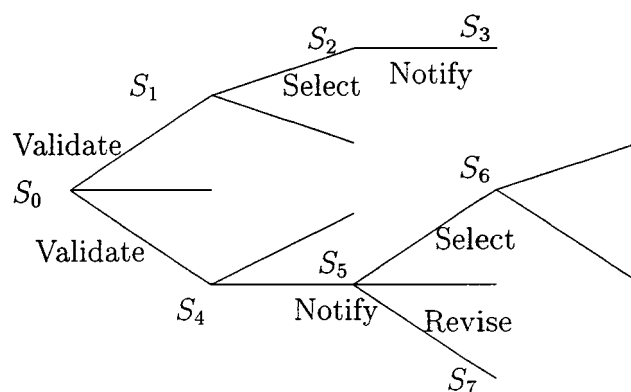 S₂
S₃
S₁
Select
Notify
Validate
S₀
S₆
Validate
S₅
Select
S₄
Notify
Revise
S₇